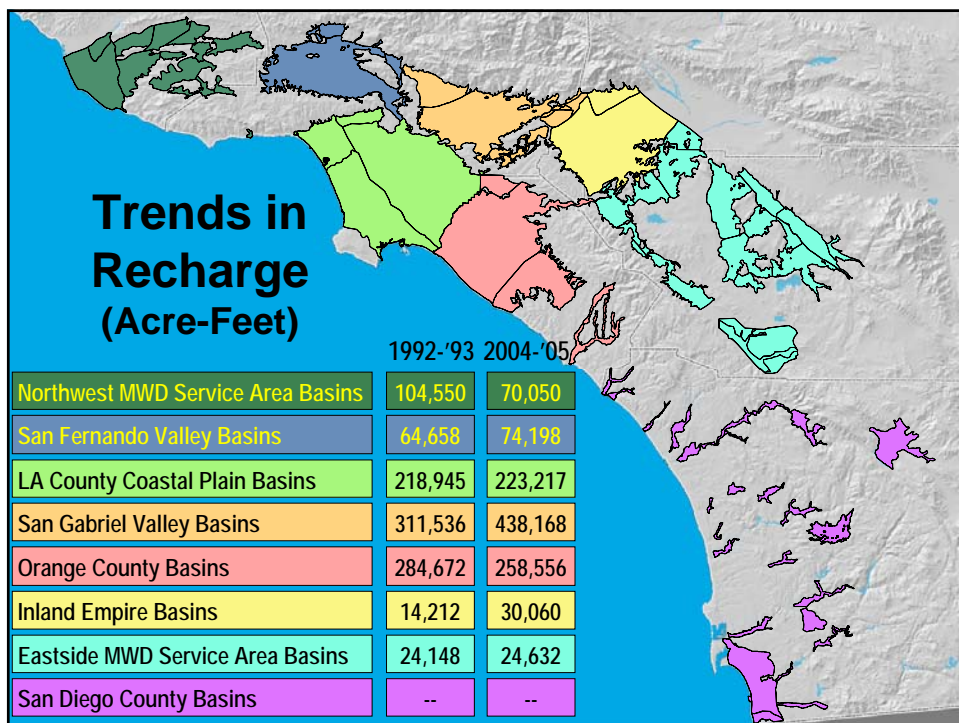 Trends in
Recharge
(Acre-Feet)
1992-'93 2004-'05
Northwest MWD Service Area Basins 104,550 70,050
San Fernando Valley Basins 64,658 74,198
LA County Coastal Plain Basins 218,945 223,217
San Gabriel Valley Basins 311,536 438,168
Orange County Basins 284,672 258,556
Inland Empire Basins 14,212 30,060
Eastside MWD Service Area Basins 24,148 24,632
San Diego County Basins -- --